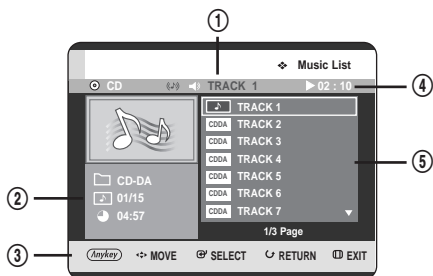 ①
❖ Music List
CD TRACK 1 ▶ 02 : 10
④
♪ TRACK 1
CDDA TRACK 2
CDDA TRACK 3
CDDA TRACK 4
CDDA TRACK 5
CDDA TRACK 6
CDDA TRACK 7 ▼
⑤
②
CD-DA
01/15
04:57
1/3 Page
③
Anykey MOVE SELECT RETURN EXIT